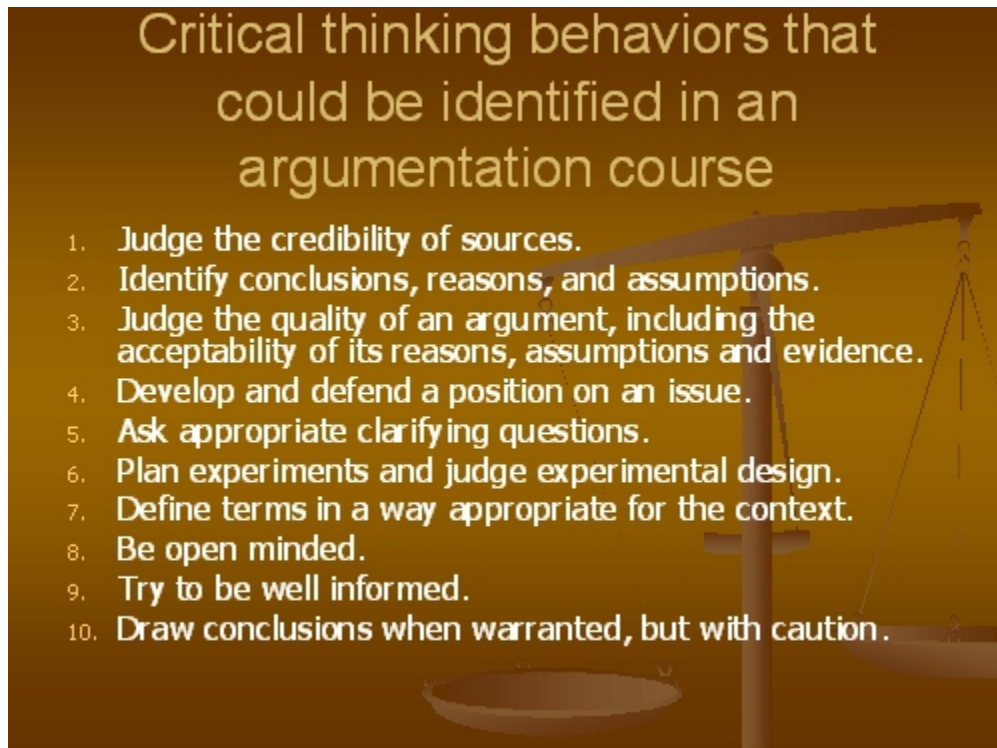 Critical thinking behaviors that
could be identified in an
argumentation course
1. Judge the credibility of sources.
2. Identify conclusions, reasons, and assumptions.
3. Judge the quality of an argument, including the
acceptability of its reasons, assumptions and evidence.
4. Develop and defend a position on an issue.
5. Ask appropriate clarifying questions.
6. Plan experiments and judge experimental design.
7. Define terms in a way appropriate for the context.
8. Be open minded.
9. Try to be well informed.
10. Draw conclusions when warranted, but with caution.